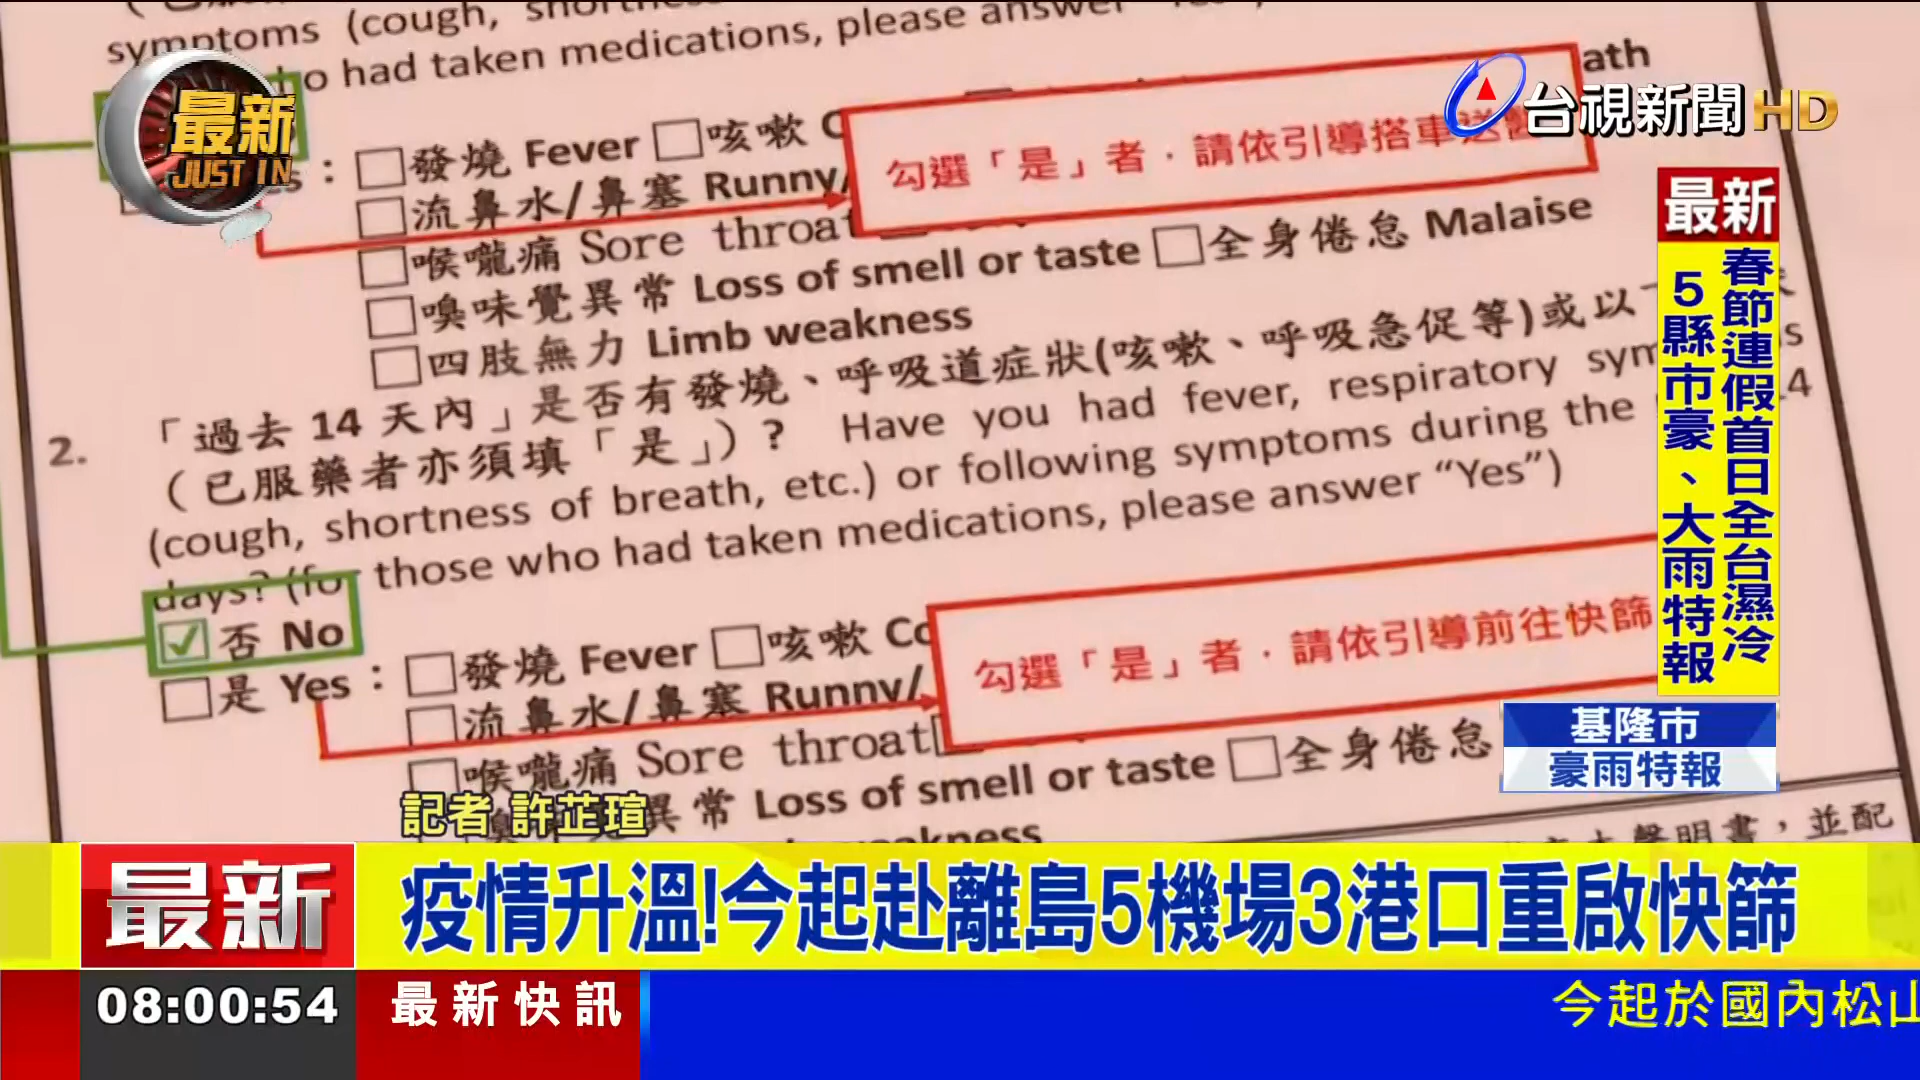 symptoms (cough,
had taken medications, please answer
最新
JUST IN
台視新聞HD
發燒 Fever 咳嗽
流鼻水/鼻塞 Runny/
喉嚨痛 Sore throat
嗅味覺異常 Loss of smell or taste 全身倦怠 Malaise
四肢無力 Limb weakness
勾選「是」者，請依引導搭車送
2. 「過去 14 天內」是否有發燒、呼吸道症狀(咳嗽、呼吸急促等)或以
（已服藥者亦須填「是」）? Have you had fever, respiratory
(cough, shortness of breath, etc.) or following symptoms during the
days? (for those who had taken medications, please answer “Yes”)
否 No
是 Yes： 發燒 Fever 咳嗽
流鼻水/鼻塞 Runny/
喉嚨痛 Sore throat
異常 Loss of smell or taste 全身倦怠
勾選「是」者，請依引導前往快篩
最新
春節連假首日全台濕冷
5縣市豪、大雨特報
基隆市
豪雨特報
記者 許芷瑄
最新
疫情升溫!今起赴離島5機場3港口重啟快篩
08:00:54
最新快訊
今起於國內松山